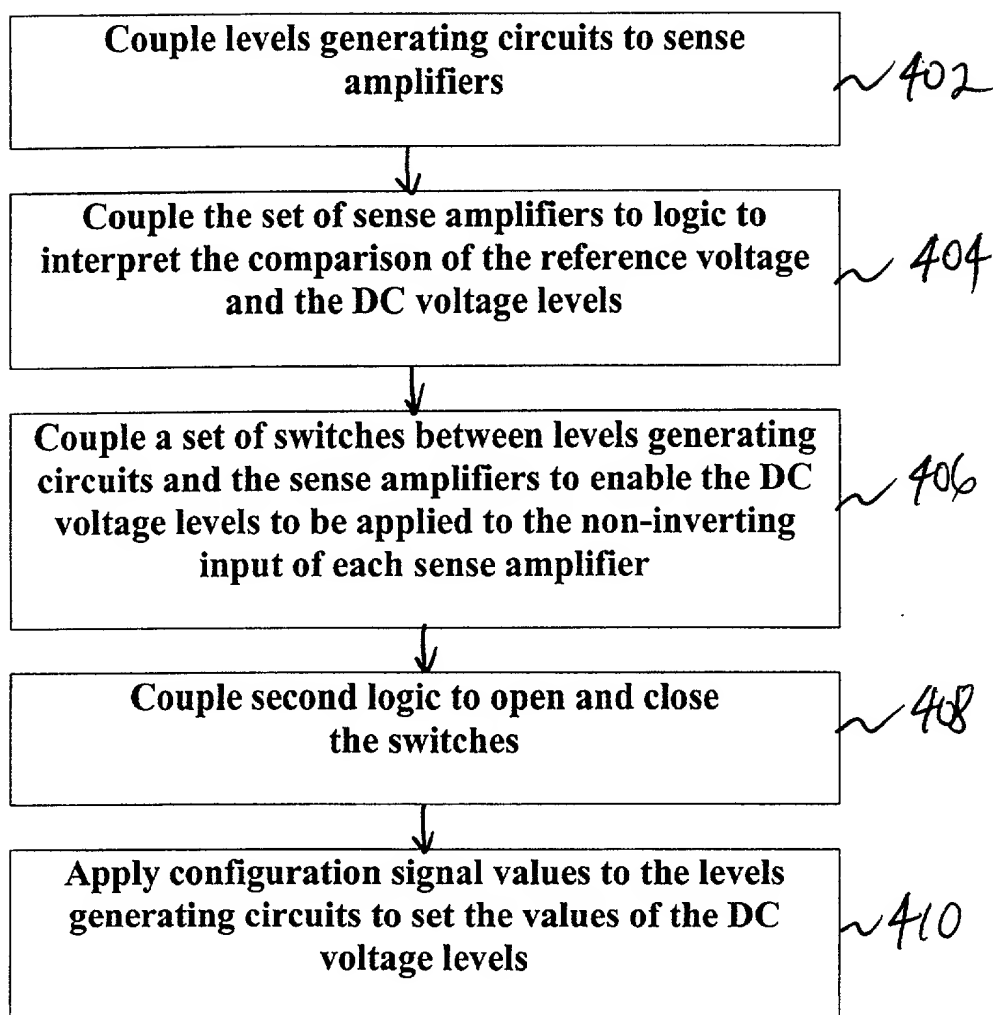 Couple levels generating circuits to sense
amplifiers
402
Couple the set of sense amplifiers to logic to
interpret the comparison of the reference voltage
and the DC voltage levels
404
Couple a set of switches between levels generating
circuits and the sense amplifiers to enable the DC
voltage levels to be applied to the non-inverting
input of each sense amplifier
406
Couple second logic to open and close
the switches
408
Apply configuration signal values to the levels
generating circuits to set the values of the DC
voltage levels
410